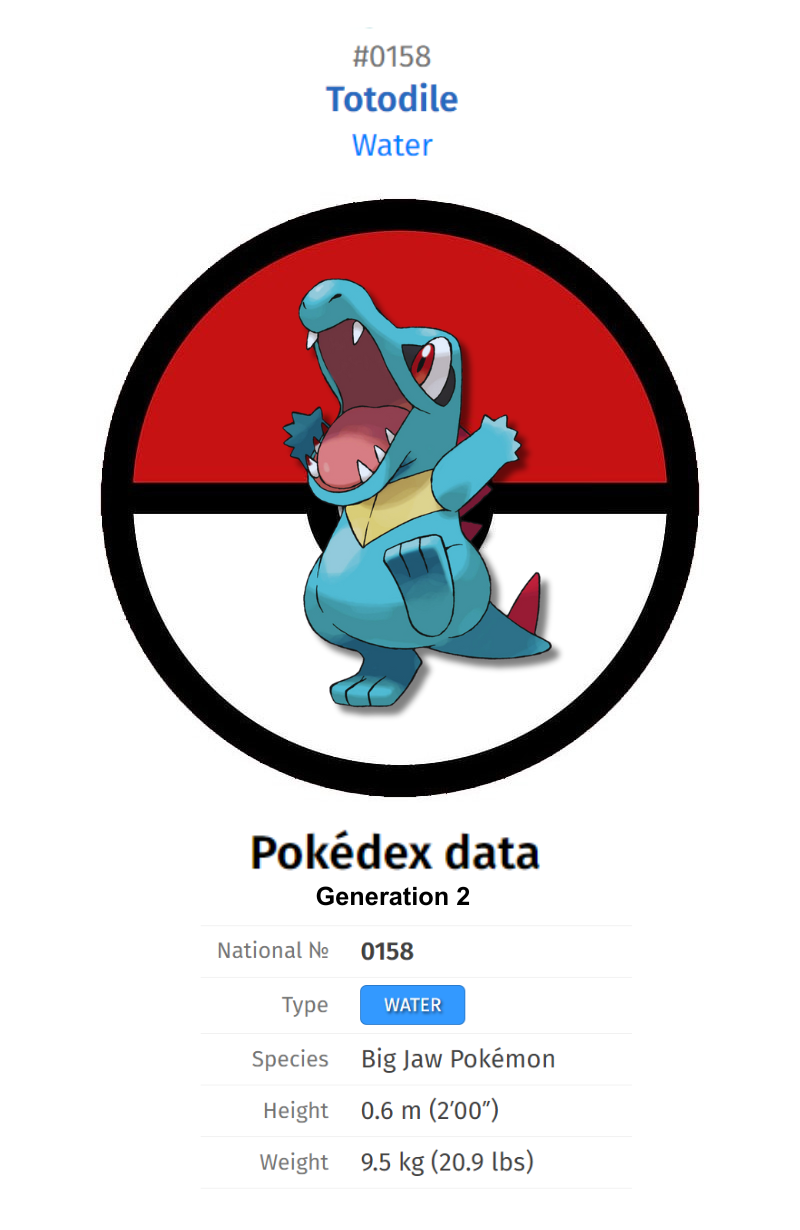 #0158
Totodile
Water
Pokédex data
Generation 2
National № 0158
Type WATER
Species Big Jaw Pokémon
Height 0.6 m (2′00″)
Weight 9.5 kg (20.9 lbs)